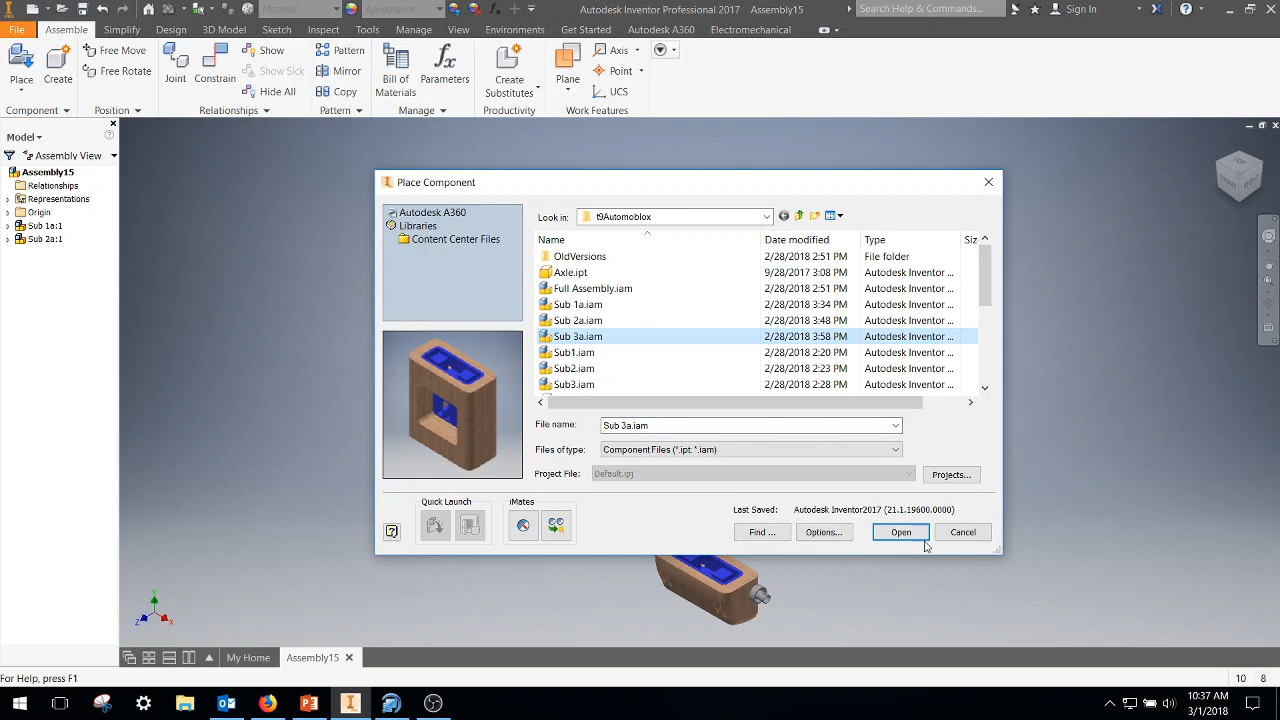 Material
Appearance
Autodesk Inventor Professional 2017 Assembly15
Search Help & Commands...
Sign In
File Assemble Simplify Design 3D Model Sketch Inspect Tools Manage View Environments Get Started Autodesk A360 Electromechanical
Place
Create
Free Move
Free Rotate
Joint
Constrain
Show
Show Sick
Hide All
Pattern
Mirror
Copy
Bill of
Materials
fx
Parameters
Create
Substitutes
Plane
Axis
Point
UCS
Component
Position
Relationships
Pattern
Manage
Productivity
Work Features
Model
Assembly View
Assembly15
Relationships
Representations
Origin
Sub 1a:1
Sub 2a:1
Place Component
Autodesk A360
Libraries
Content Center Files
Look in: t9Automoblox
Name Date modified Type Siz
OldVersions 2/28/2018 2:51 PM File folder
Axle.ipt 9/28/2017 3:08 PM Autodesk Inventor ...
Full Assembly.iam 2/28/2018 2:51 PM Autodesk Inventor ...
Sub 1a.iam 2/28/2018 3:34 PM Autodesk Inventor ...
Sub 2a.iam 2/28/2018 3:48 PM Autodesk Inventor ...
Sub 3a.iam 2/28/2018 3:58 PM Autodesk Inventor ...
Sub1.iam 2/28/2018 2:20 PM Autodesk Inventor ...
Sub2.iam 2/28/2018 2:23 PM Autodesk Inventor ...
Sub3.iam 2/28/2018 2:28 PM Autodesk Inventor ...
File name: Sub 3a.iam
Files of type: Component Files (*.ipt; *.iam)
Project File: Default.ipj Projects...
Quick Launch
iMates
Last Saved: Autodesk Inventor2017 (21.1.19600.0000)
Find ... Options... Open Cancel
TOP
Y
Z
X
My Home
Assembly15
For Help, press F1
10 8
10:37 AM
3/1/2018